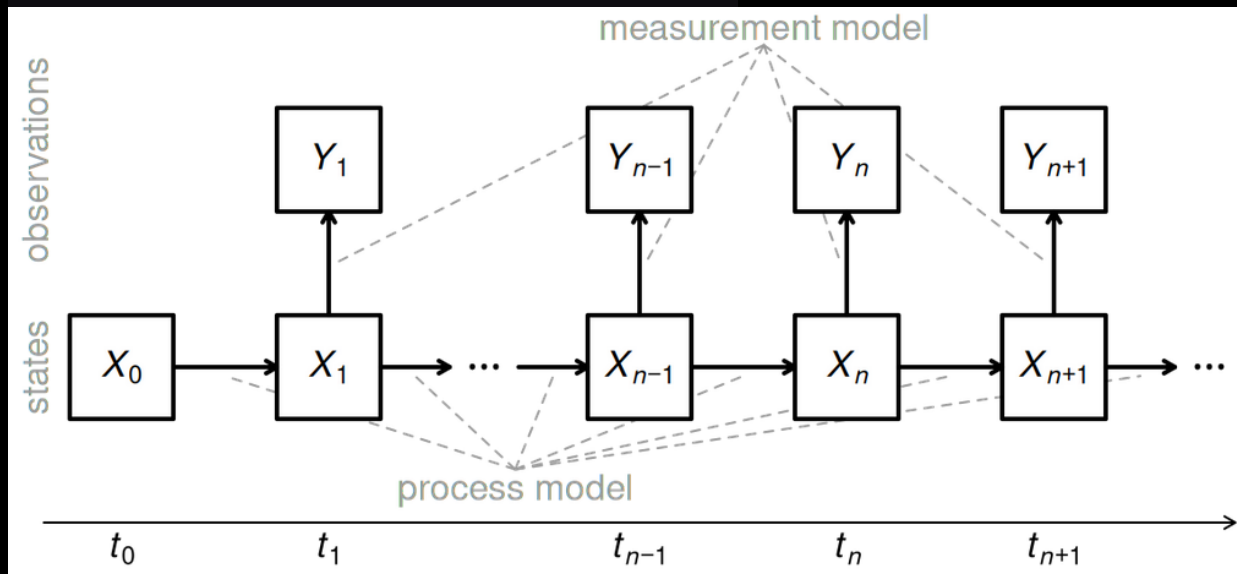 measurement model
observations
Y₁ Yₙ₋₁ Yₙ Yₙ₊₁
states
X₀ X₁ ... Xₙ₋₁ Xₙ Xₙ₊₁ ...
process model
t₀ t₁ tₙ₋₁ tₙ tₙ₊₁